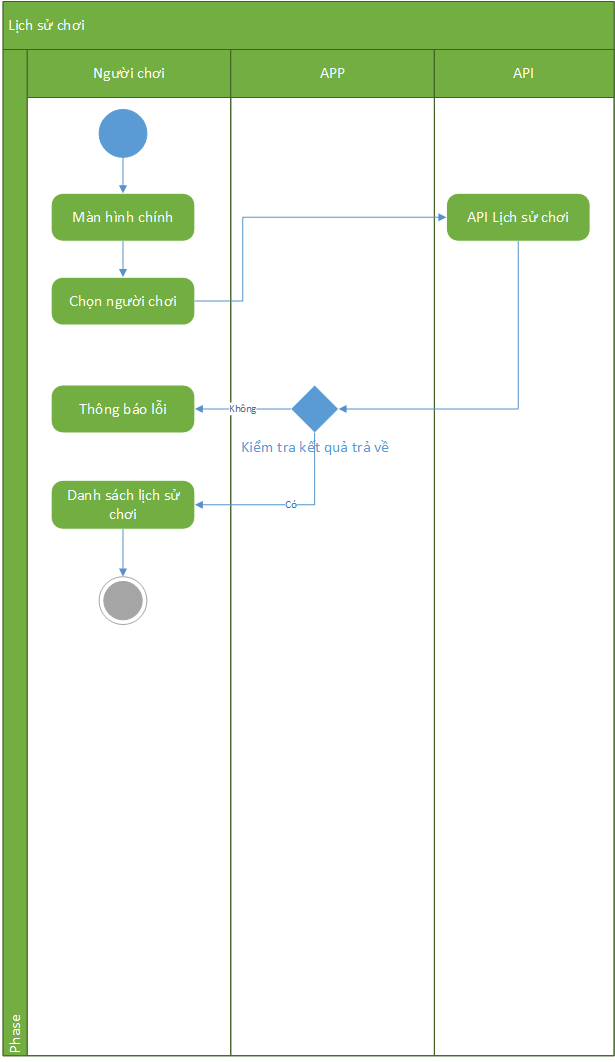 Lịch sử chơi
Người chơi
APP
API
Màn hình chính
API Lịch sử chơi
Chọn người chơi
Thông báo lỗi
Không
Kiểm tra kết quả trả về
Danh sách lịch sử
chơi
Có
Phase